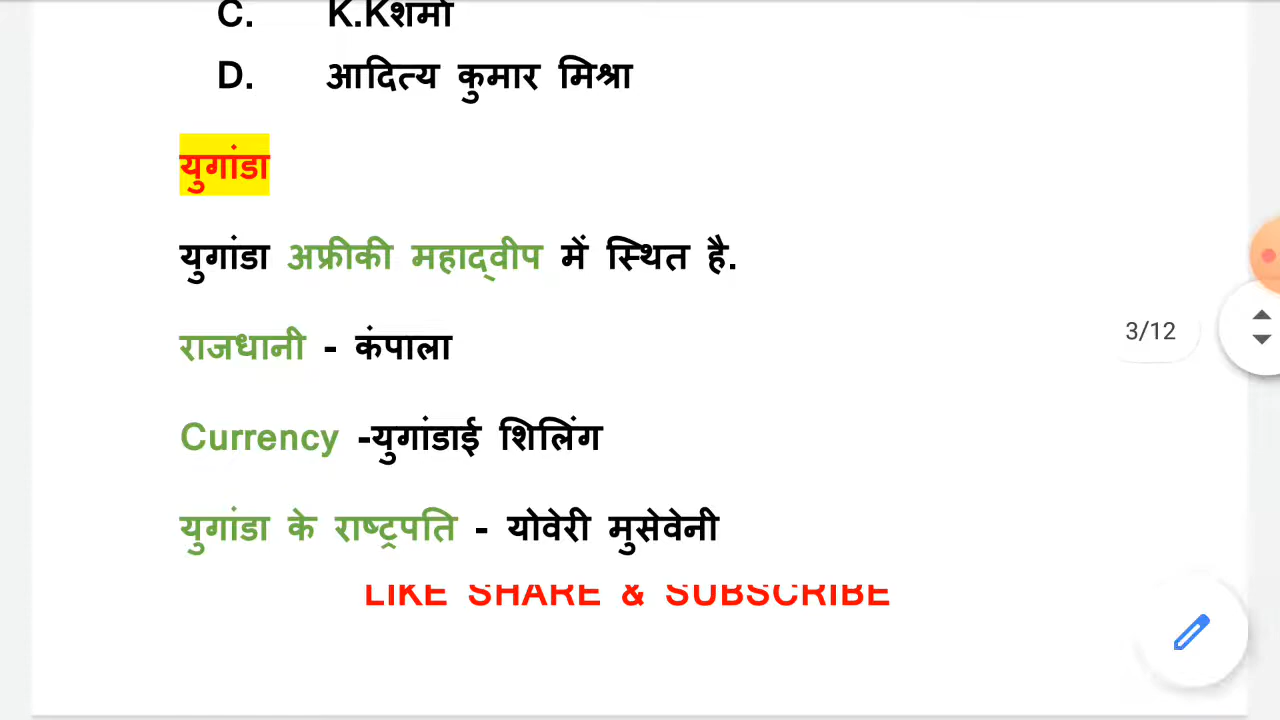 C. K.Kशर्मा
D. आदित्य कुमार मिश्रा
युगांडा
युगांडा अफ्रीकी महाद्वीप में स्थित है.
राजधानी - कंपाला
3/12
Currency -युगांडाई शिलिंग
युगांडा के राष्ट्रपति - योवेरी मुसेवेनी
LIKE SHARE & SUBSCRIBE